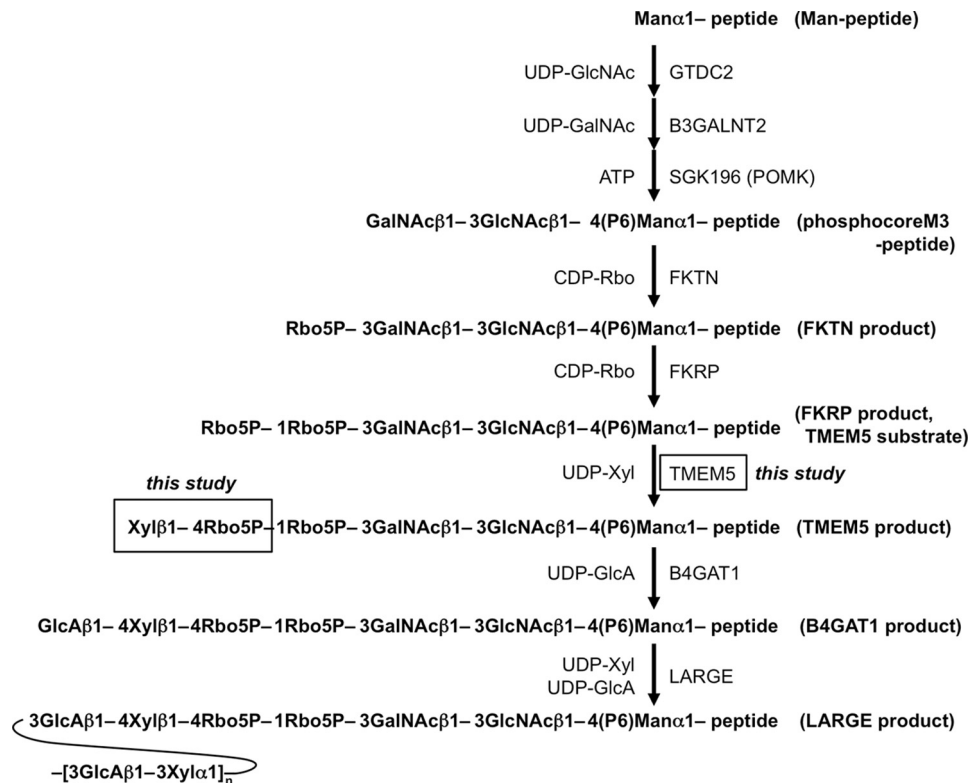 Manα1– peptide (Man-peptide)
UDP-GlcNAc GTDC2
UDP-GalNAc B3GALNT2
ATP SGK196 (POMK)
GalNAcβ1– 3GlcNAcβ1– 4(P6)Manα1– peptide (phosphocoreM3
-peptide)
CDP-Rbo FKTN
Rbo5P– 3GalNAcβ1– 3GlcNAcβ1– 4(P6)Manα1– peptide (FKTN product)
CDP-Rbo FKRP
Rbo5P– 1Rbo5P– 3GalNAcβ1– 3GlcNAcβ1– 4(P6)Manα1– peptide (FKRP product,
TMEM5 substrate)
UDP-Xyl TMEM5 this study
this study
Xylβ1– 4Rbo5P–1Rbo5P– 3GalNAcβ1– 3GlcNAcβ1– 4(P6)Manα1– peptide (TMEM5 product)
UDP-GlcA B4GAT1
GlcAβ1– 4Xylβ1–4Rbo5P–1Rbo5P– 3GalNAcβ1– 3GlcNAcβ1–4(P6)Manα1– peptide (B4GAT1 product)
UDP-Xyl
UDP-GlcA LARGE
3GlcAβ1–4Xylβ1–4Rbo5P–1Rbo5P–3GalNAcβ1–3GlcNAcβ1–4(P6)Manα1– peptide (LARGE product)
–[3GlcAβ1–3Xylα1]n